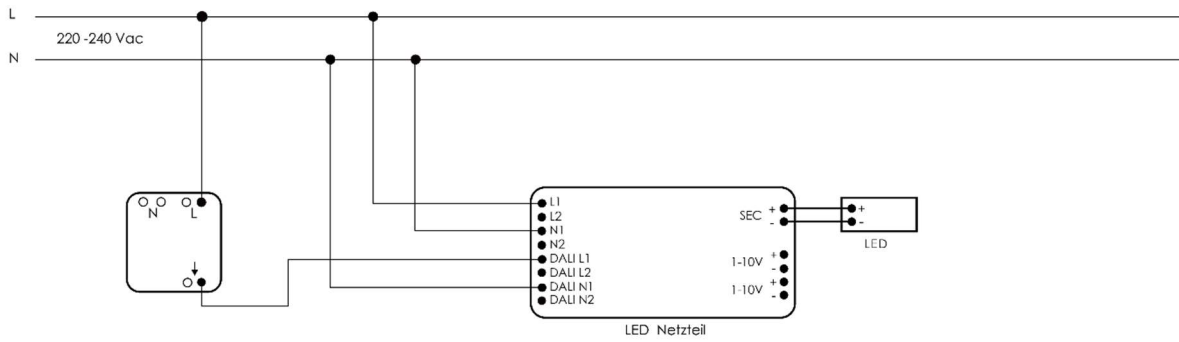 L
220 -240 Vac
N
N L
L1
L2
N1
N2
DALI L1
DALI L2
DALI N1
DALI N2
SEC + -
1-10V + -
1-10V + -
+
-
LED
LED Netzteil